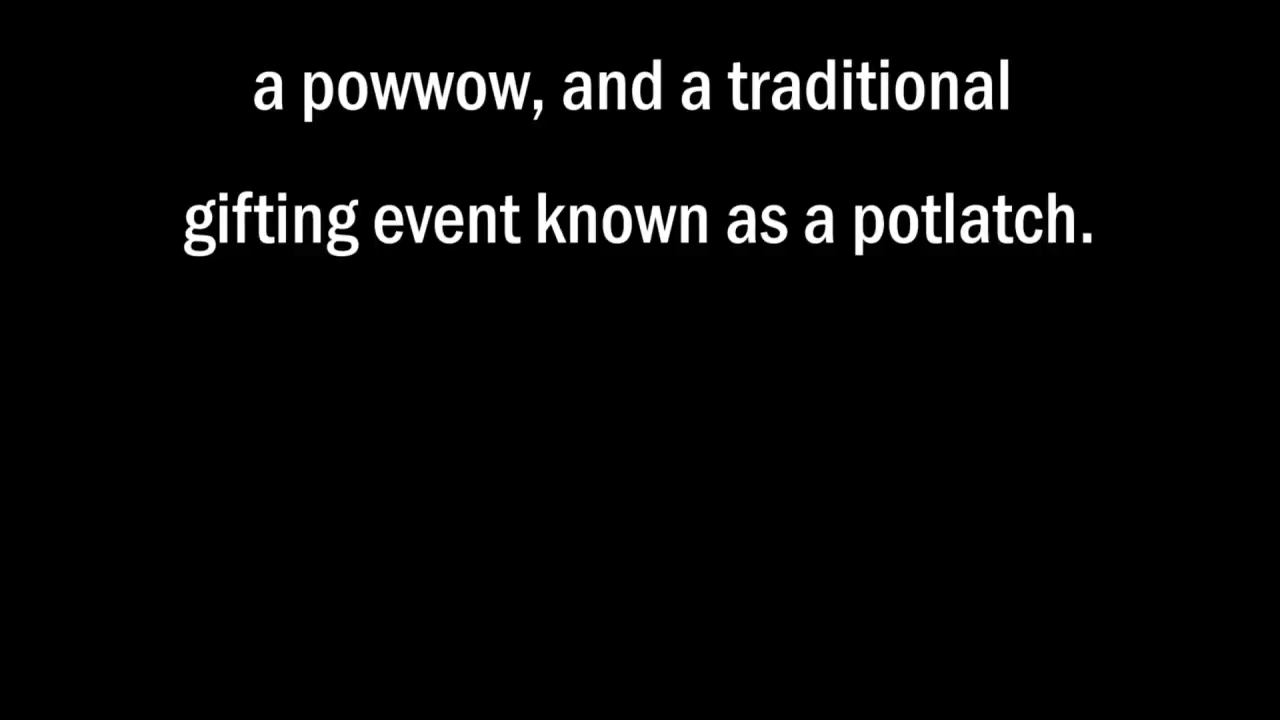 a powwow, and a traditional
gifting event known as a potlatch.